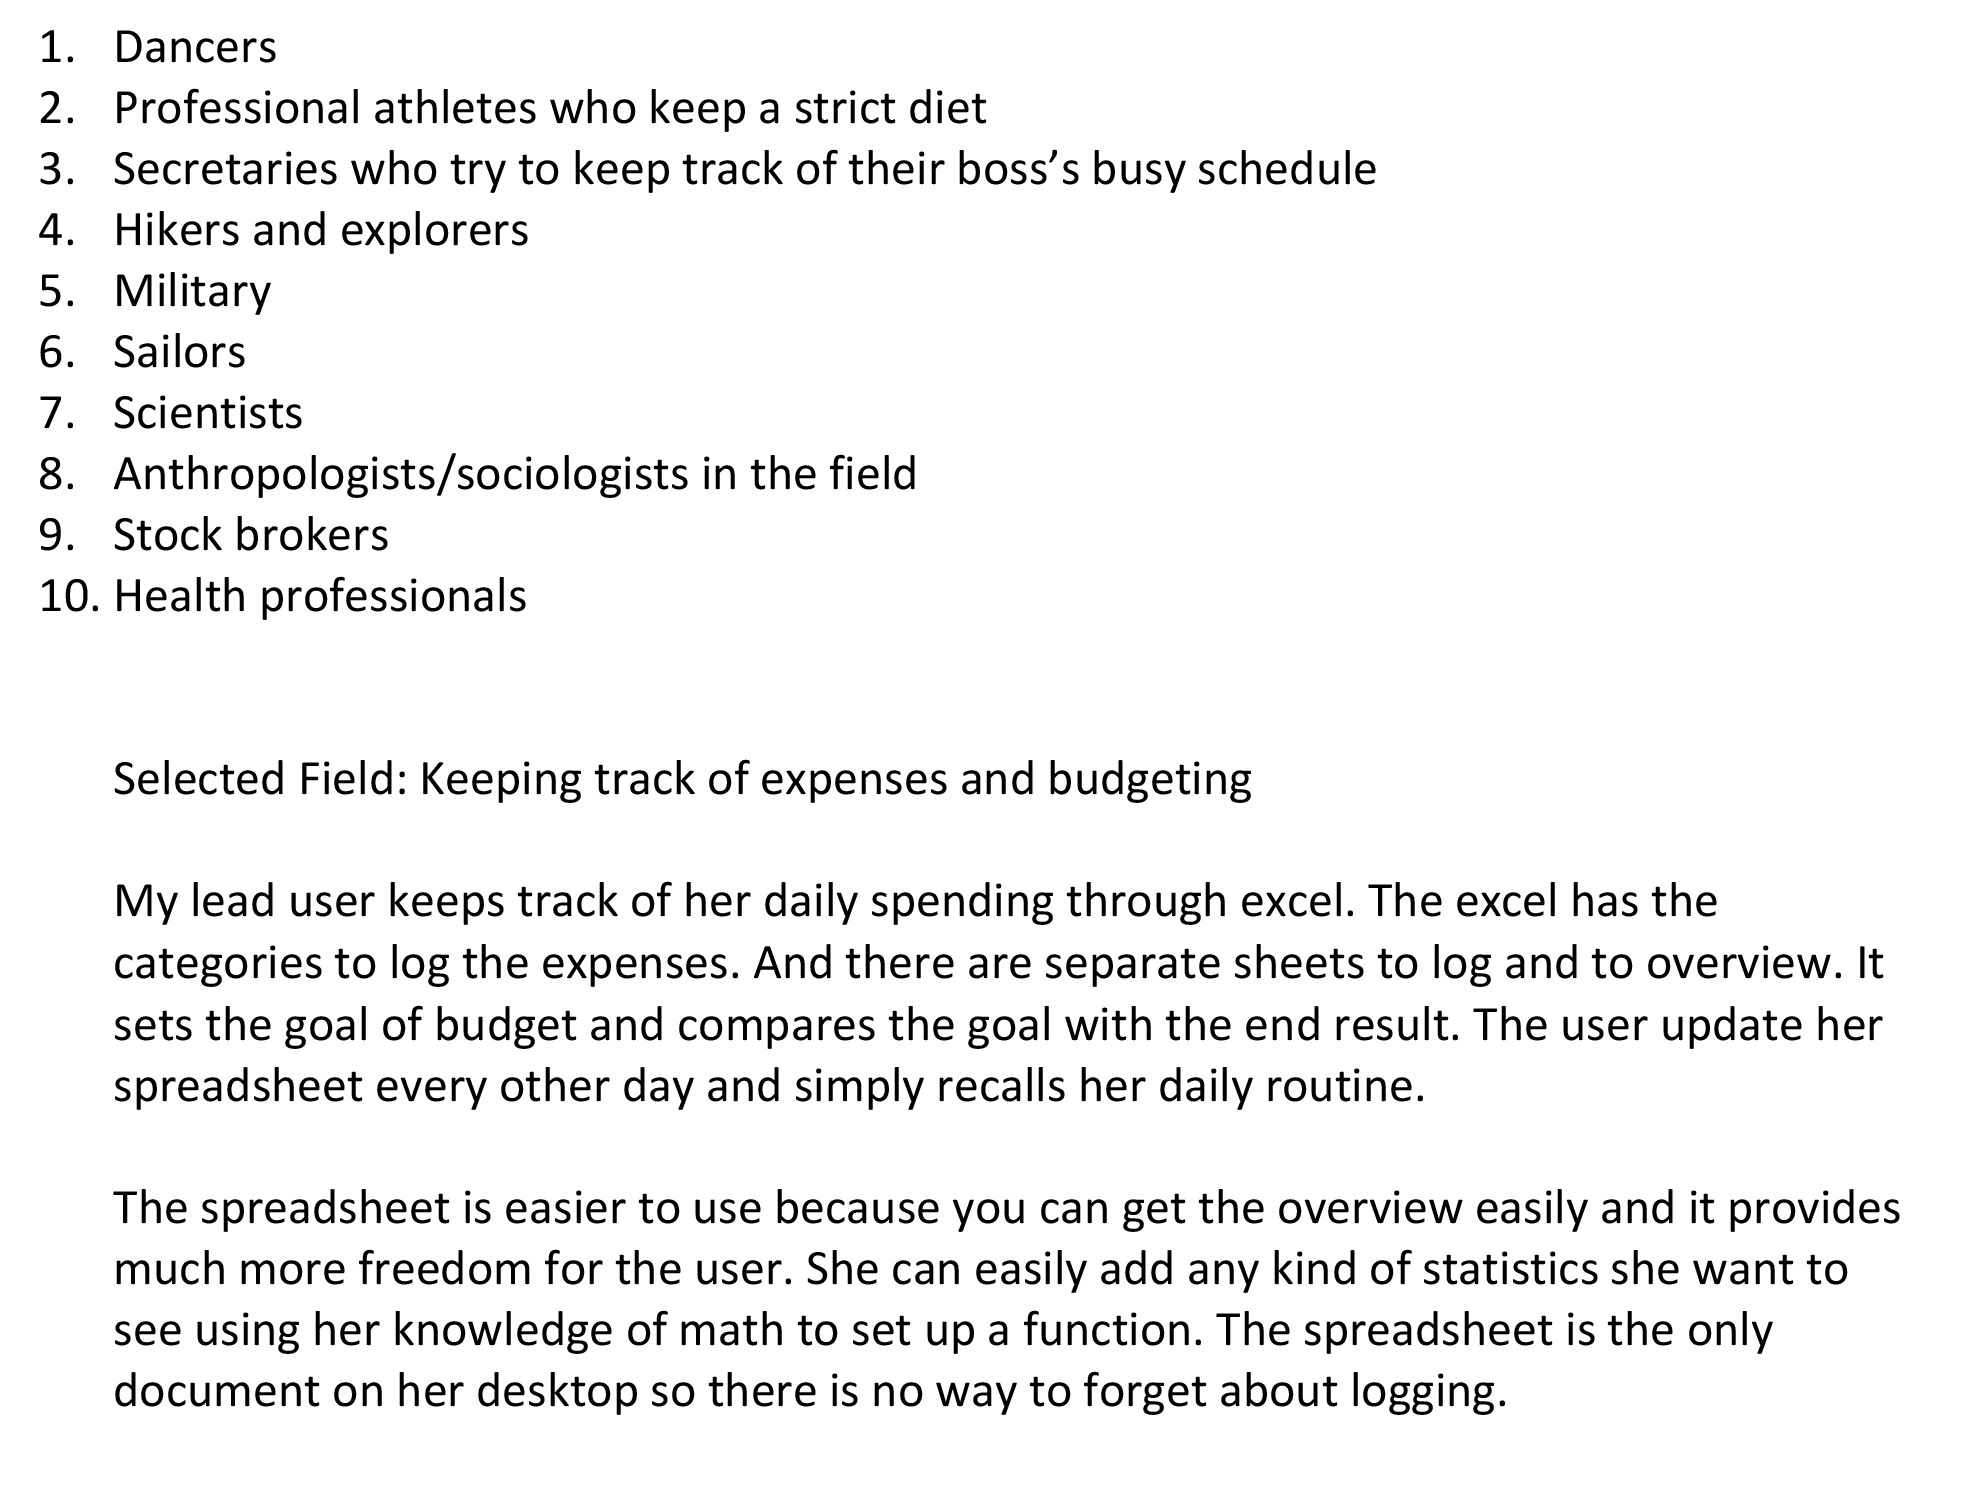 1. Dancers
2. Professional athletes who keep a strict diet
3. Secretaries who try to keep track of their boss’s busy schedule
4. Hikers and explorers
5. Military
6. Sailors
7. Scientists
8. Anthropologists/sociologists in the field
9. Stock brokers
10. Health professionals
Selected Field: Keeping track of expenses and budgeting
My lead user keeps track of her daily spending through excel. The excel has the
categories to log the expenses. And there are separate sheets to log and to overview. It
sets the goal of budget and compares the goal with the end result. The user update her
spreadsheet every other day and simply recalls her daily routine.
The spreadsheet is easier to use because you can get the overview easily and it provides
much more freedom for the user. She can easily add any kind of statistics she want to
see using her knowledge of math to set up a function. The spreadsheet is the only
document on her desktop so there is no way to forget about logging.